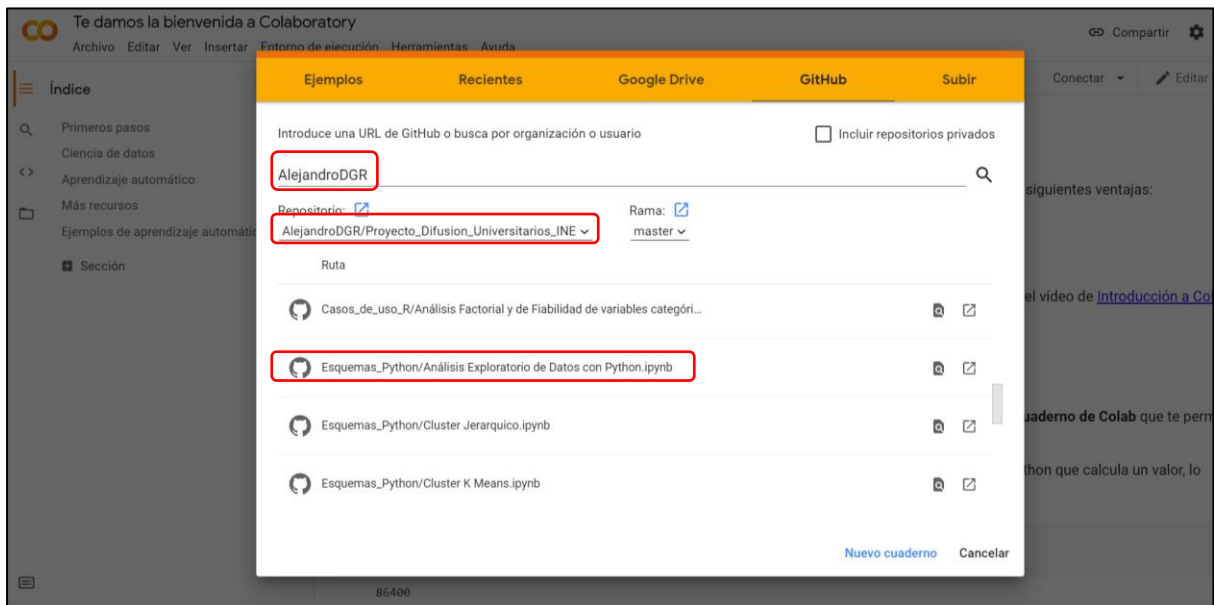 Te damos la bienvenida a Colaboratory
Archivo Editar Ver Insertar Entorno de ejecución Herramientas Ayuda
Compartir
Ejemplos Recientes Google Drive GitHub Subir
Conectar Editar
Índice
Primeros pasos
Ciencia de datos
Aprendizaje automático
Más recursos
Ejemplos de aprendizaje automátic
Sección
Introduce una URL de GitHub o busca por organización o usuario
Incluir repositorios privados
AlejandroDGR
Repositorio: Rama:
AlejandroDGR/Proyecto_Difusion_Universitarios_INE master
Ruta
Casos_de_uso_R/Análisis Factorial y de Fiabilidad de variables categóri...
Esquemas_Python/Análisis Exploratorio de Datos con Python.ipynb
Esquemas_Python/Cluster Jerarquico.ipynb
Esquemas_Python/Cluster K Means.ipynb
Nuevo cuaderno Cancelar
siguientes ventajas:
el vídeo de Introducción a Co
uaderno de Colab que te perm
thon que calcula un valor, lo
86400